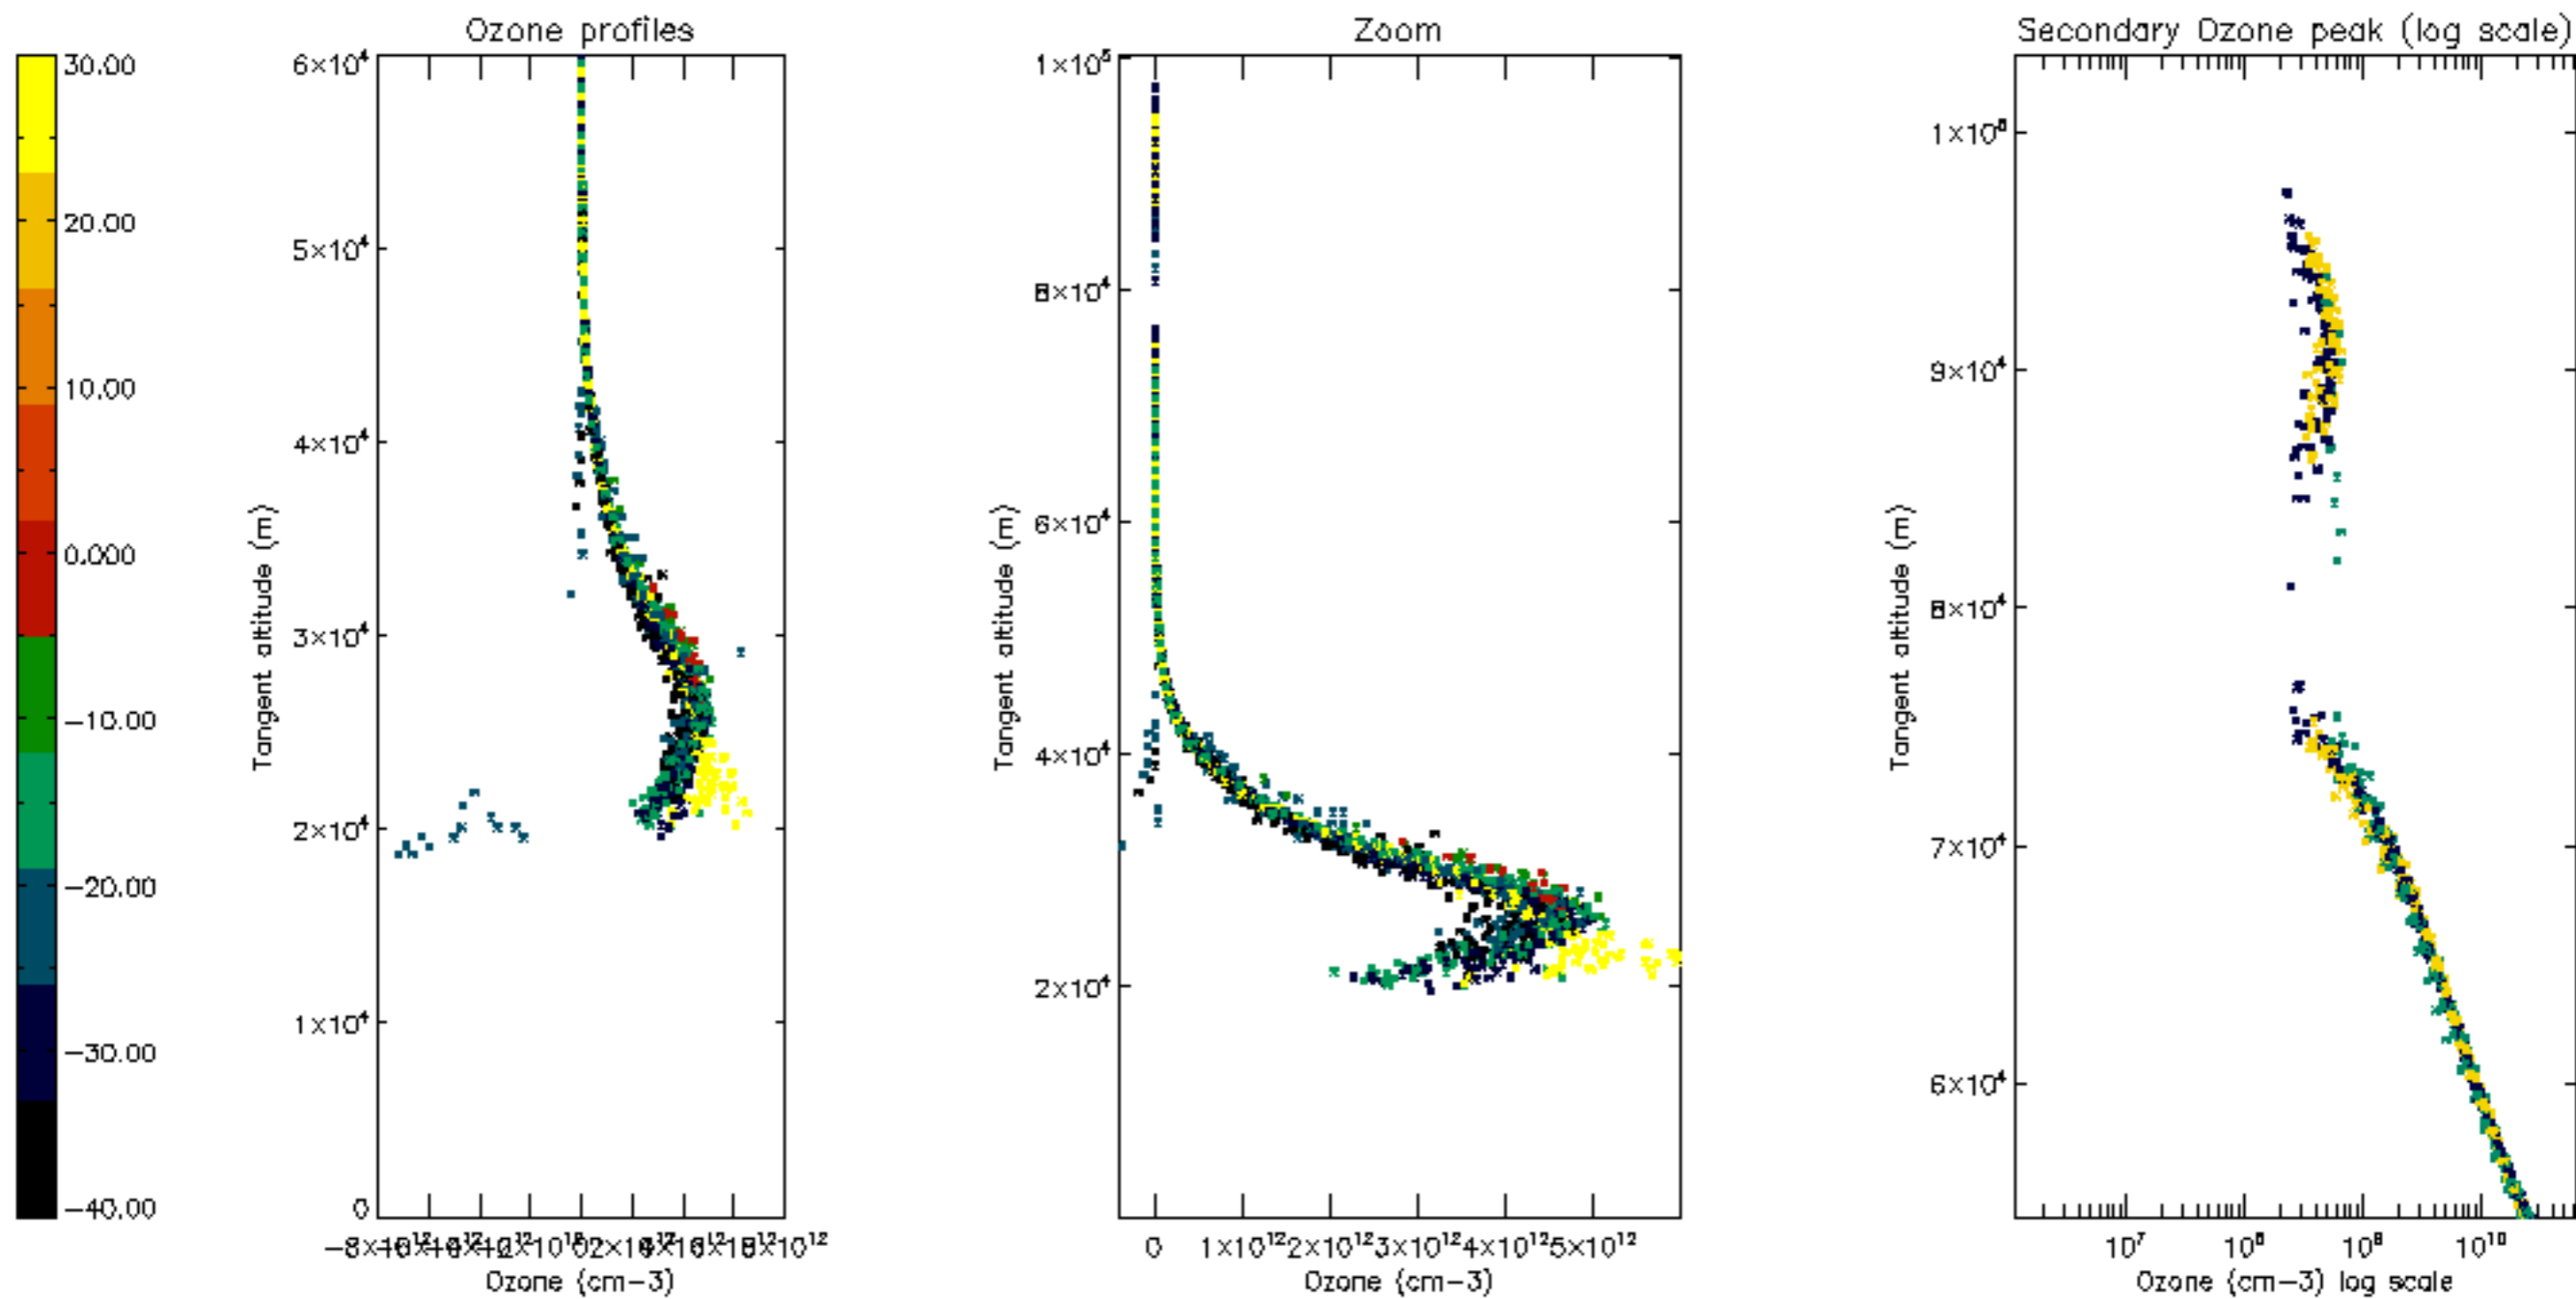 Ozone profiles
Zoom
Secondary Ozone peak (log scale)
30.00
20.00
10.00
0.000
-10.00
-20.00
-30.00
-40.00
6×10⁴
5×10⁴
4×10⁴
3×10⁴
2×10⁴
1×10⁴
0
Tangent altitude (m)
Ozone (cm-3)
1×10⁵
8×10⁴
6×10⁴
4×10⁴
2×10⁴
Tangent altitude (m)
0 1×10¹² 2×10¹² 3×10¹² 4×10¹² 5×10¹²
Ozone (cm-3)
9×10⁴
8×10⁴
7×10⁴
6×10⁴
Tangent altitude (m)
10⁷ 10⁸ 10⁹ 10¹⁰
Ozone (cm-3) log scale